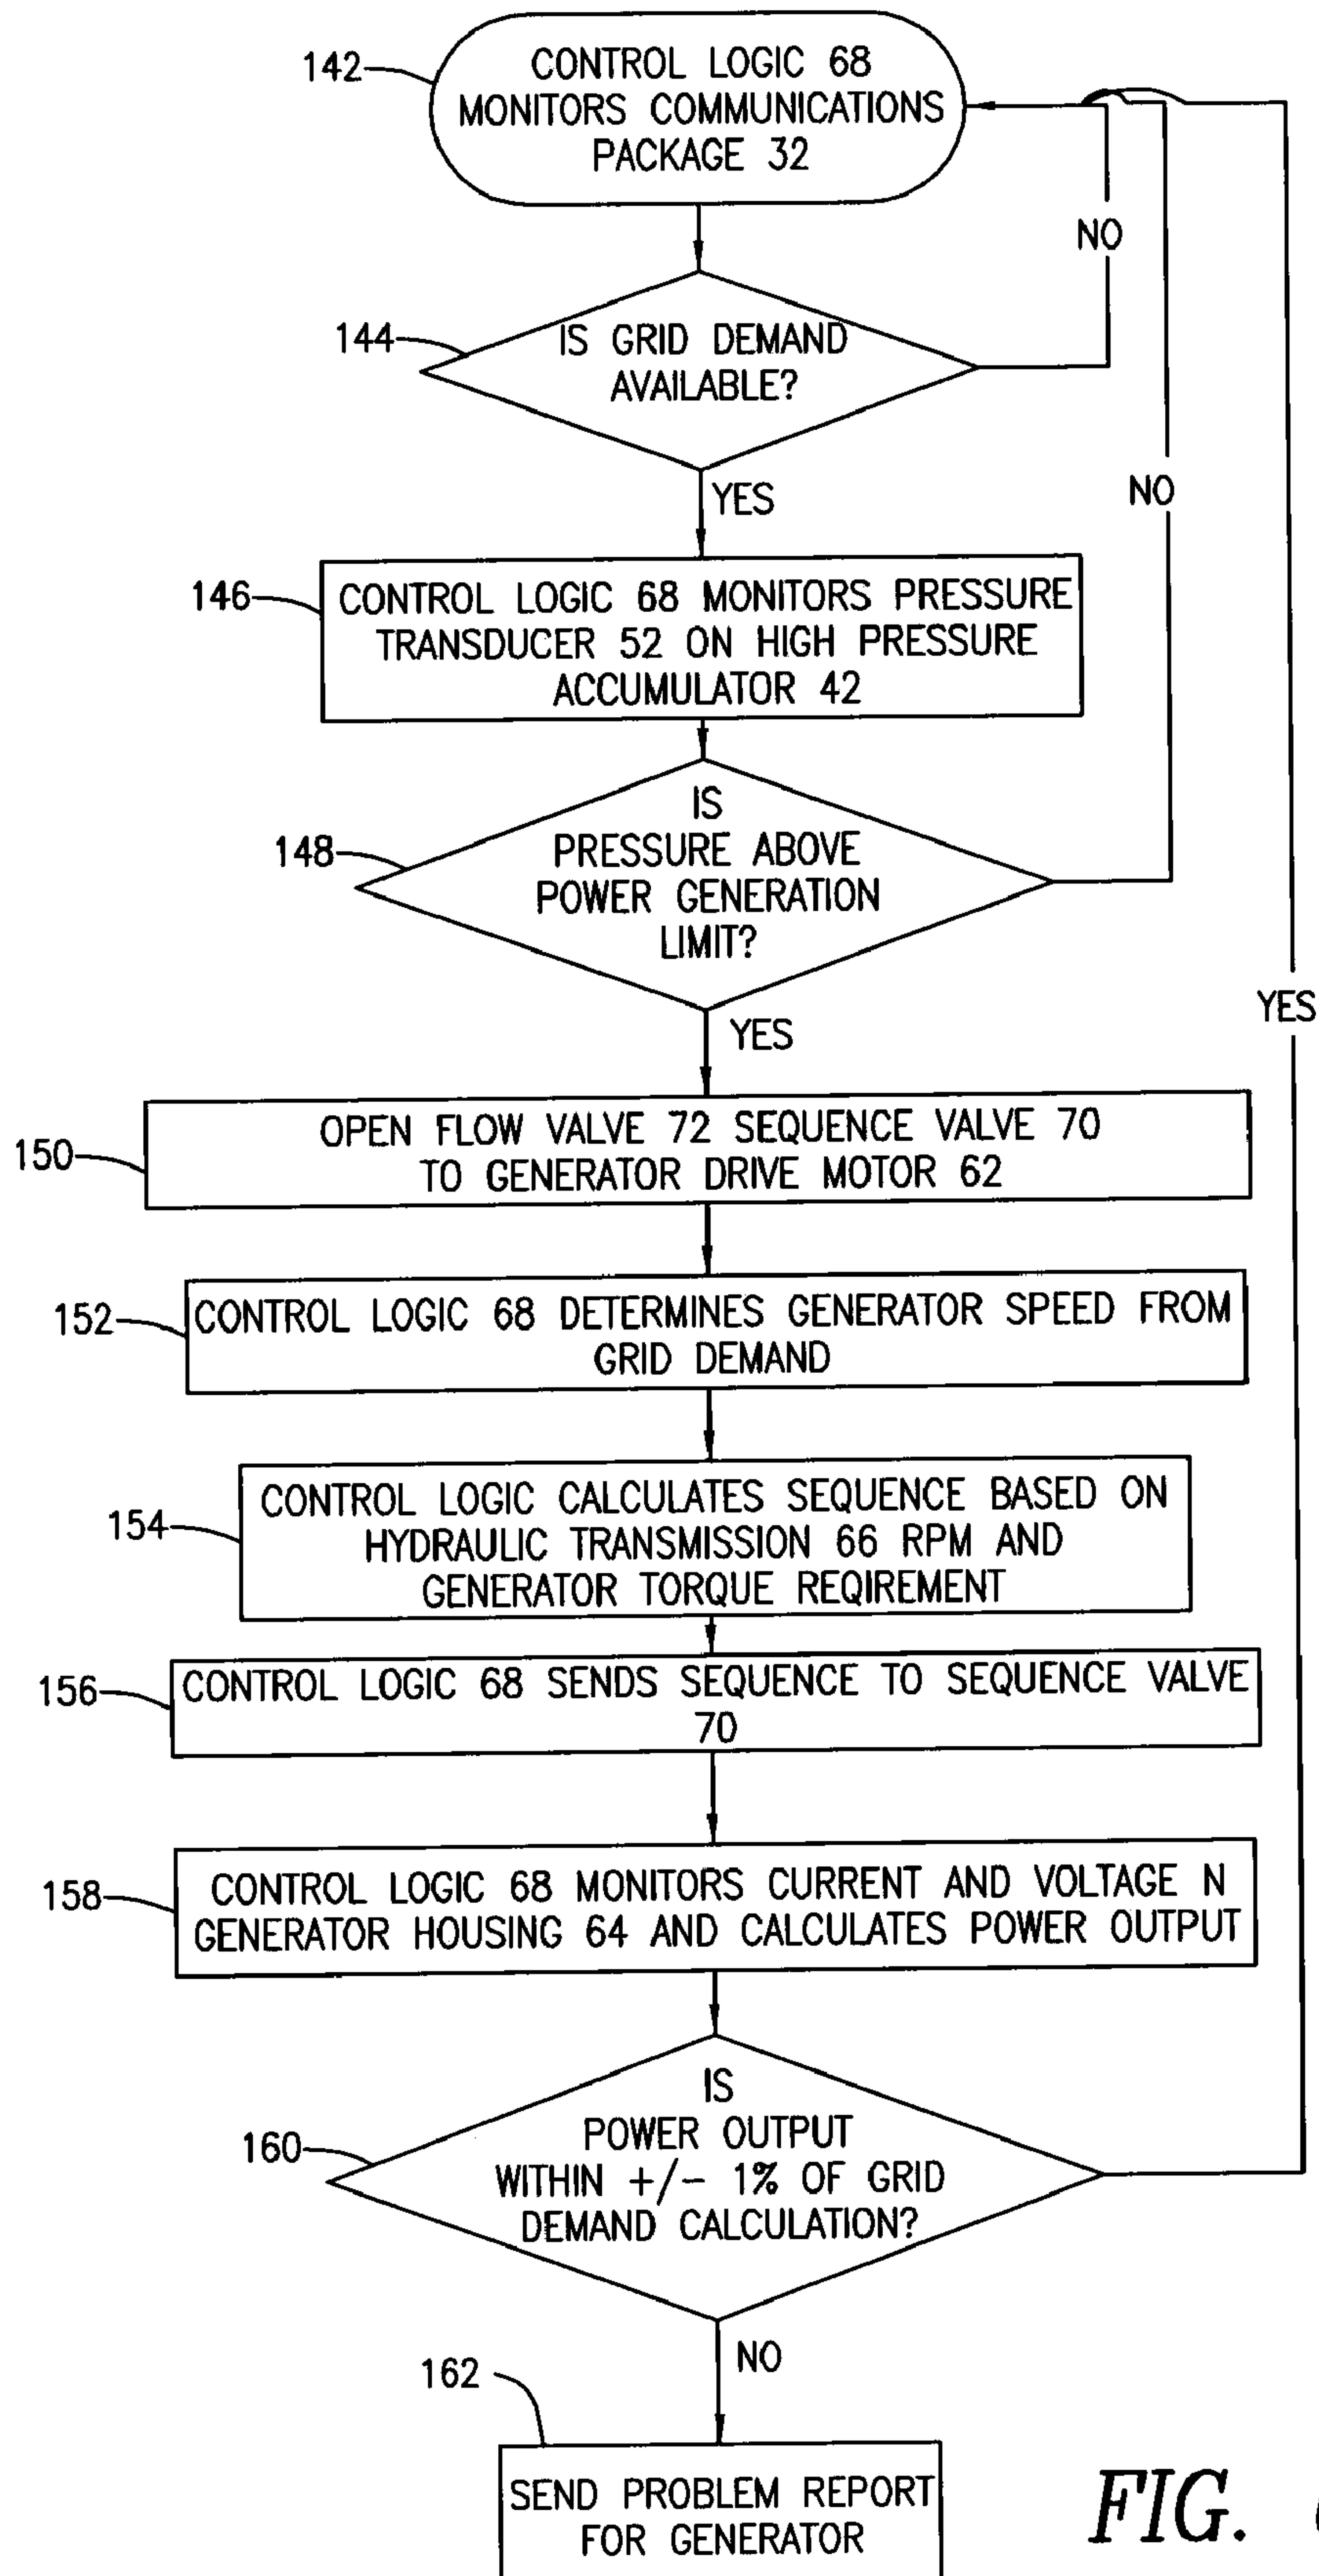 142
CONTROL LOGIC 68
MONITORS COMMUNICATIONS
PACKAGE 32
NO
144
IS GRID DEMAND
AVAILABLE?
YES
NO
146
CONTROL LOGIC 68 MONITORS PRESSURE
TRANSDUCER 52 ON HIGH PRESSURE
ACCUMULATOR 42
148
IS
PRESSURE ABOVE
POWER GENERATION
LIMIT?
YES
YES
150
OPEN FLOW VALVE 72 SEQUENCE VALVE 70
TO GENERATOR DRIVE MOTOR 62
152
CONTROL LOGIC 68 DETERMINES GENERATOR SPEED FROM
GRID DEMAND
154
CONTROL LOGIC CALCULATES SEQUENCE BASED ON
HYDRAULIC TRANSMISSION 66 RPM AND
GENERATOR TORQUE REQIREMENT
156
CONTROL LOGIC 68 SENDS SEQUENCE TO SEQUENCE VALVE
70
158
CONTROL LOGIC 68 MONITORS CURRENT AND VOLTAGE N
GENERATOR HOUSING 64 AND CALCULATES POWER OUTPUT
160
IS
POWER OUTPUT
WITHIN +/- 1% OF GRID
DEMAND CALCULATION?
NO
162
SEND PROBLEM REPORT
FOR GENERATOR
FIG.